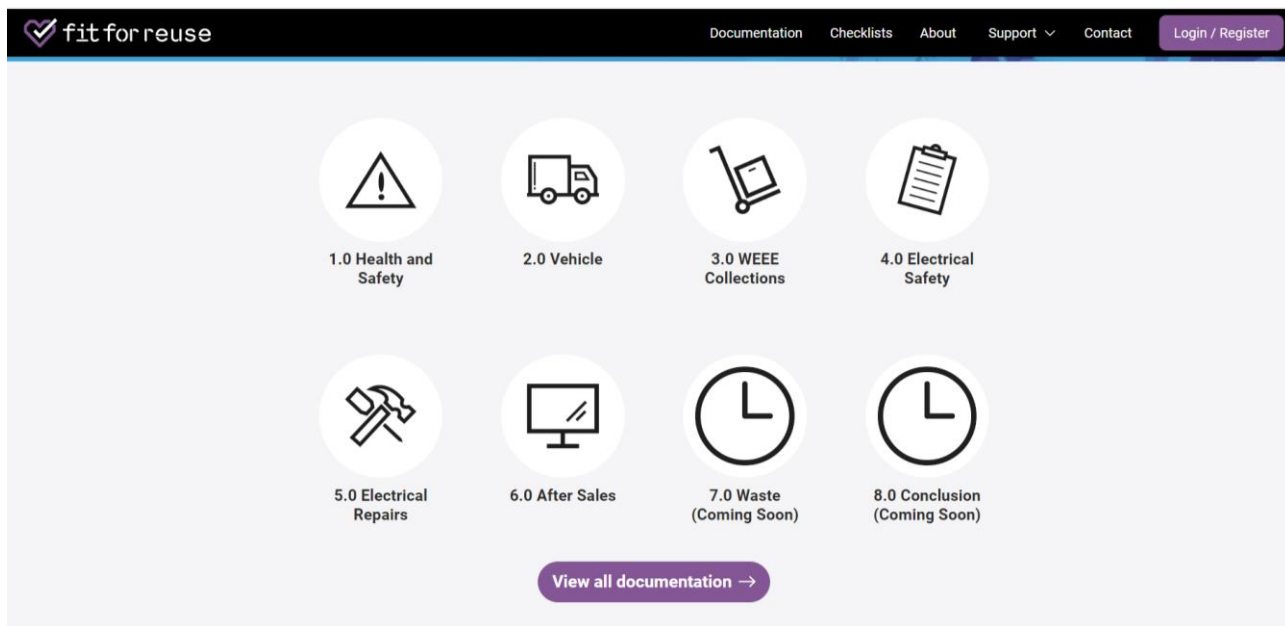 fit for reuse
Documentation Checklists About Support Contact Login / Register
1.0 Health and
Safety
2.0 Vehicle
3.0 WEEE
Collections
4.0 Electrical
Safety
5.0 Electrical
Repairs
6.0 After Sales
7.0 Waste
(Coming Soon)
8.0 Conclusion
(Coming Soon)
View all documentation →